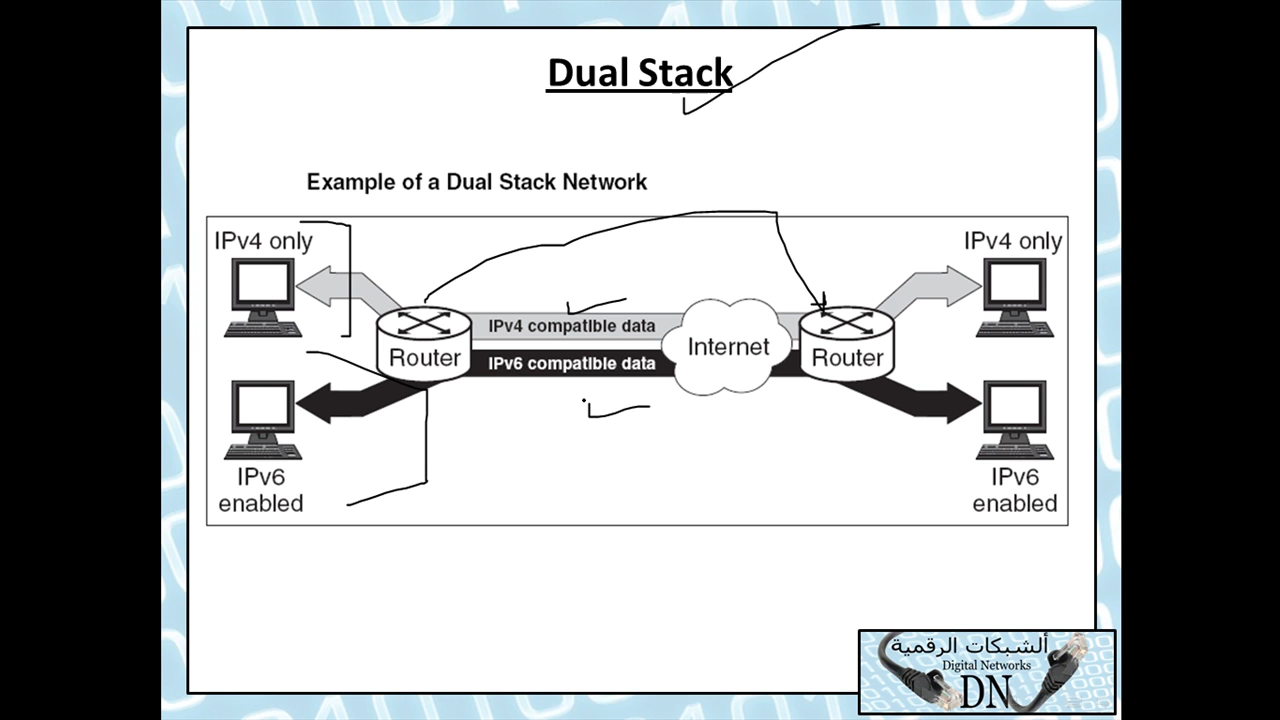 Dual Stack
Example of a Dual Stack Network
IPv4 only
IPv4 only
IPv4 compatible data
Router
Internet
Router
IPv6 compatible data
IPv6
enabled
IPv6
enabled
ألشبكات الرقمية
Digital Networks
DN